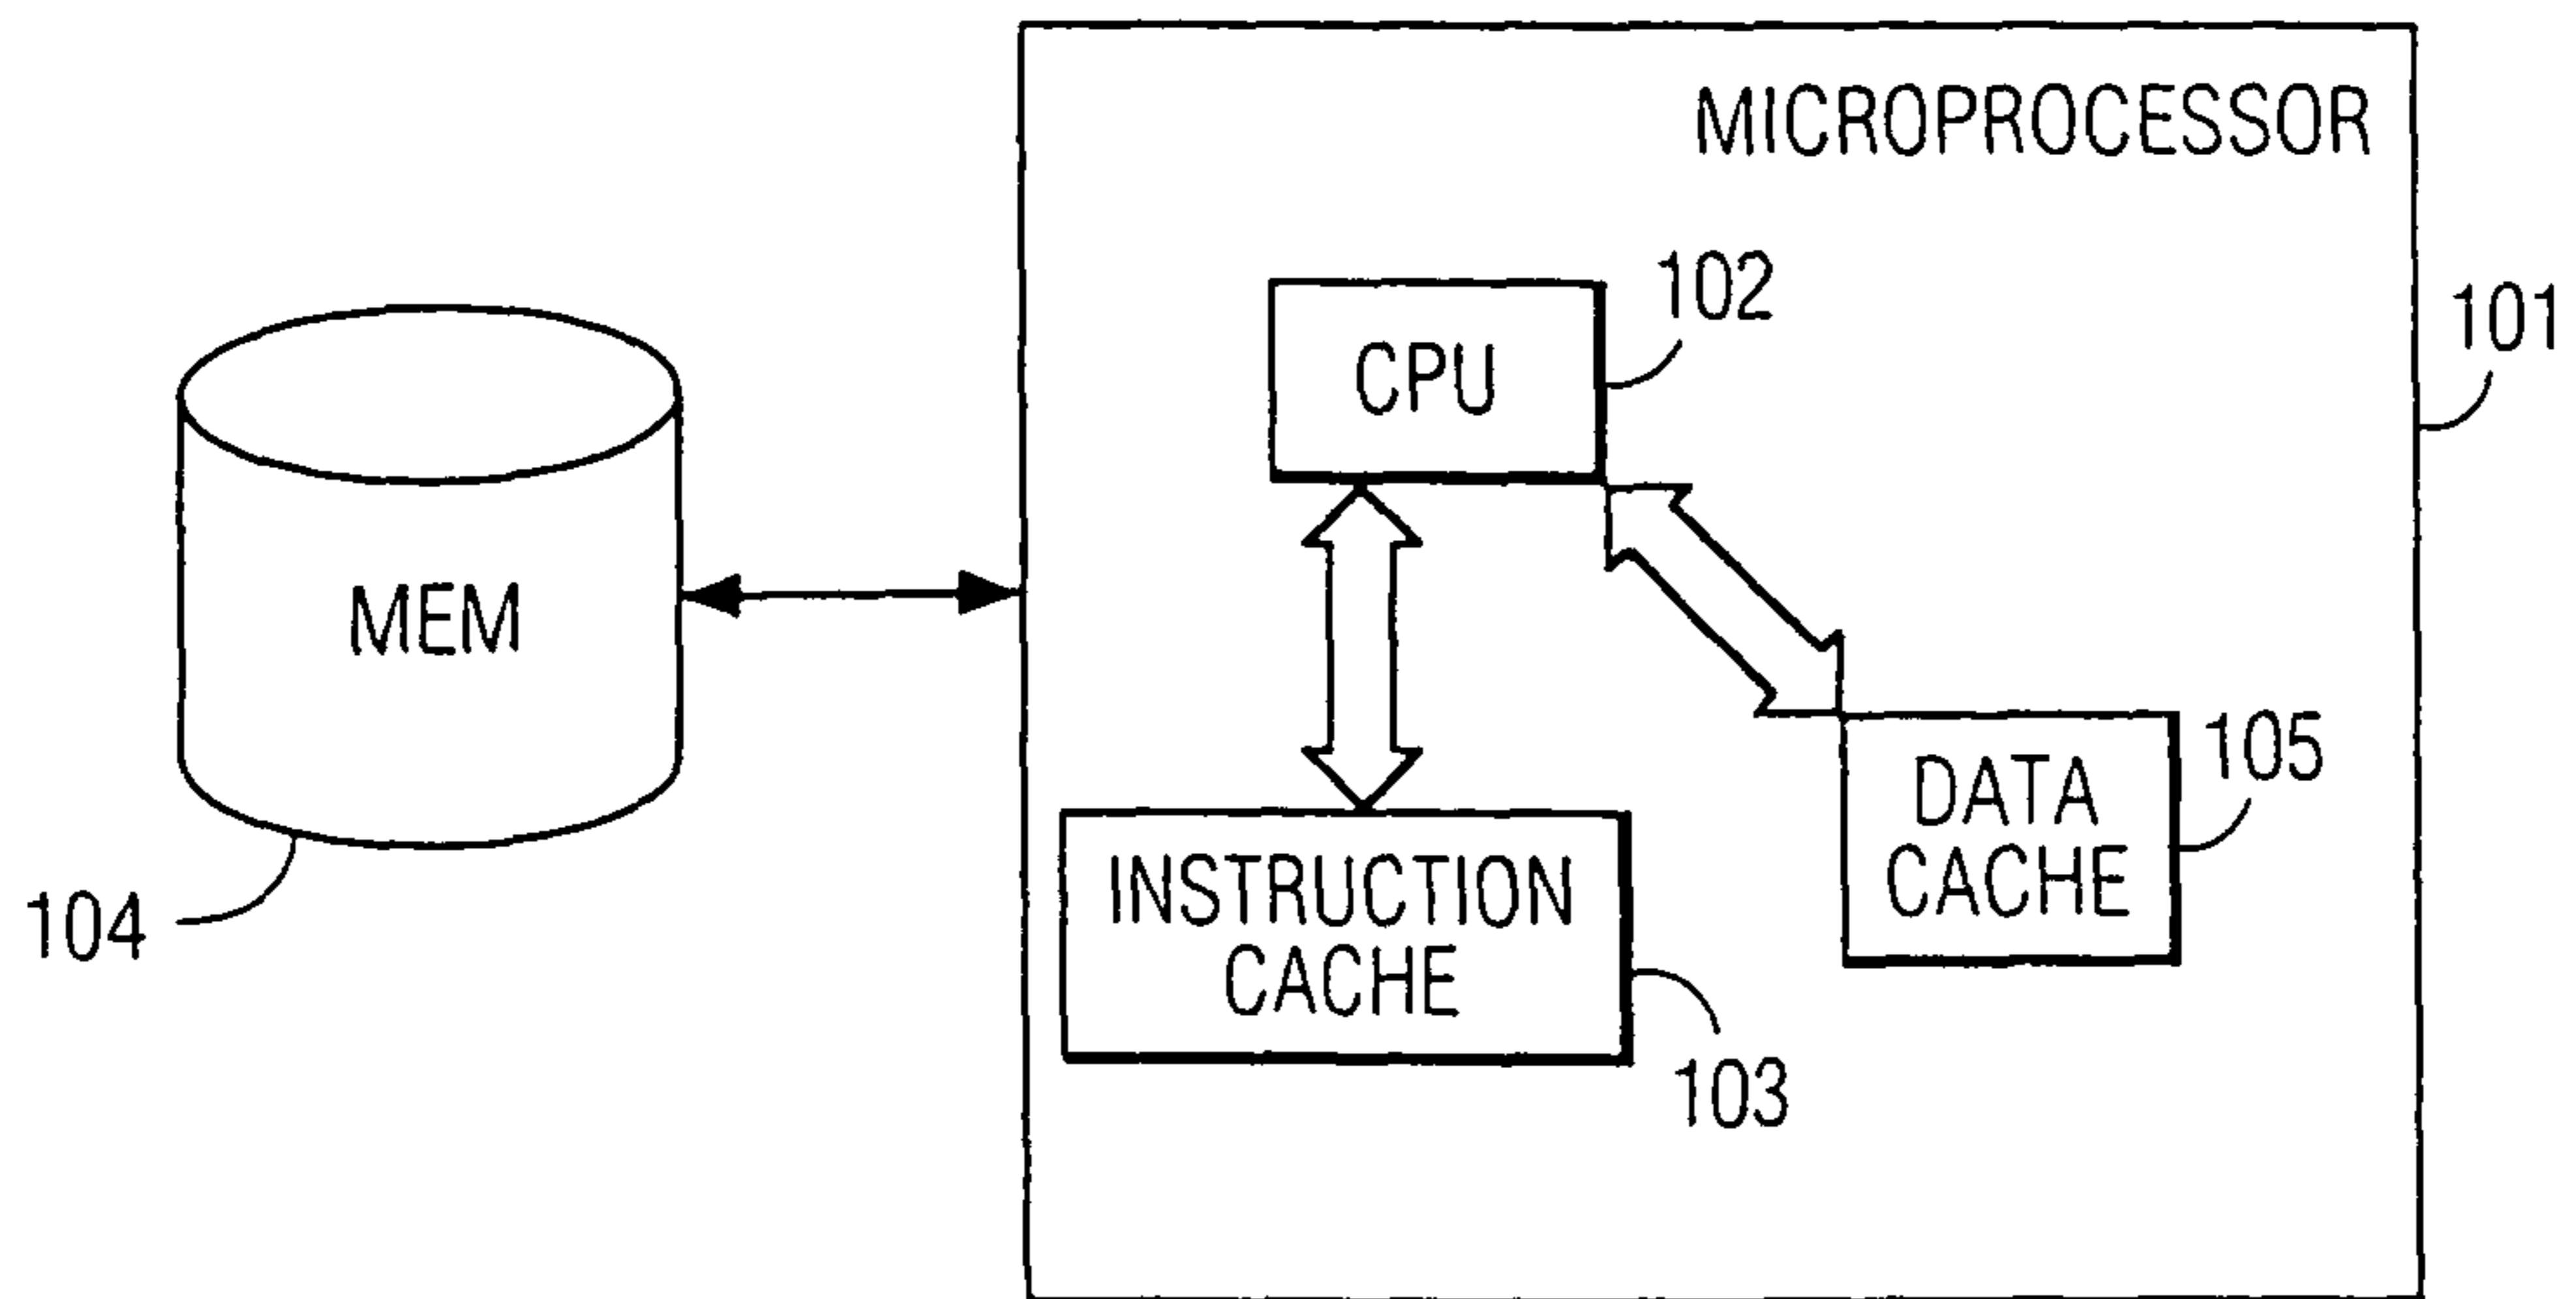 MICROPROCESSOR
102
101
CPU
MEM
105
DATA
CACHE
INSTRUCTION
CACHE
104
103